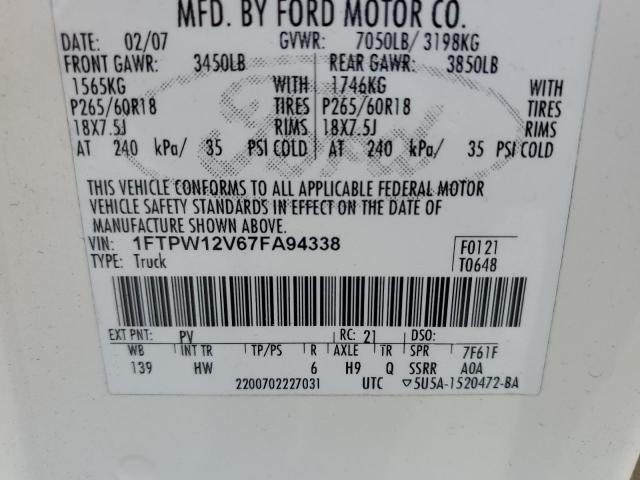 MFD. BY FORD MOTOR CO.
DATE: 02/07 GVWR: 7050LB/ 3198KG
FRONT GAWR: 3450LB REAR GAWR: 3850LB
1565KG WITH 1746KG WITH
P265/60R18 TIRES P265/60R18 TIRES
18X7.5J RIMS 18X7.5J RIMS
AT 240 kPa/ 35 PSI COLD AT 240 kPa/ 35 PSI COLD
Ford
THIS VEHICLE CONFORMS TO ALL APPLICABLE FEDERAL MOTOR
VEHICLE SAFETY STANDARDS IN EFFECT ON THE DATE OF
MANUFACTURE SHOWN ABOVE
VIN: 1FTPW12V67FA94338 F0121
TYPE: Truck T0648
EXT PNT: PV RC: 21 DSO:
WB INT TR TP/PS R AXLE TR SPR 7F61F
139 HW 6 H9 Q SSRR A0A
2200702227031 UTC ▽5U5A-1520472-BA